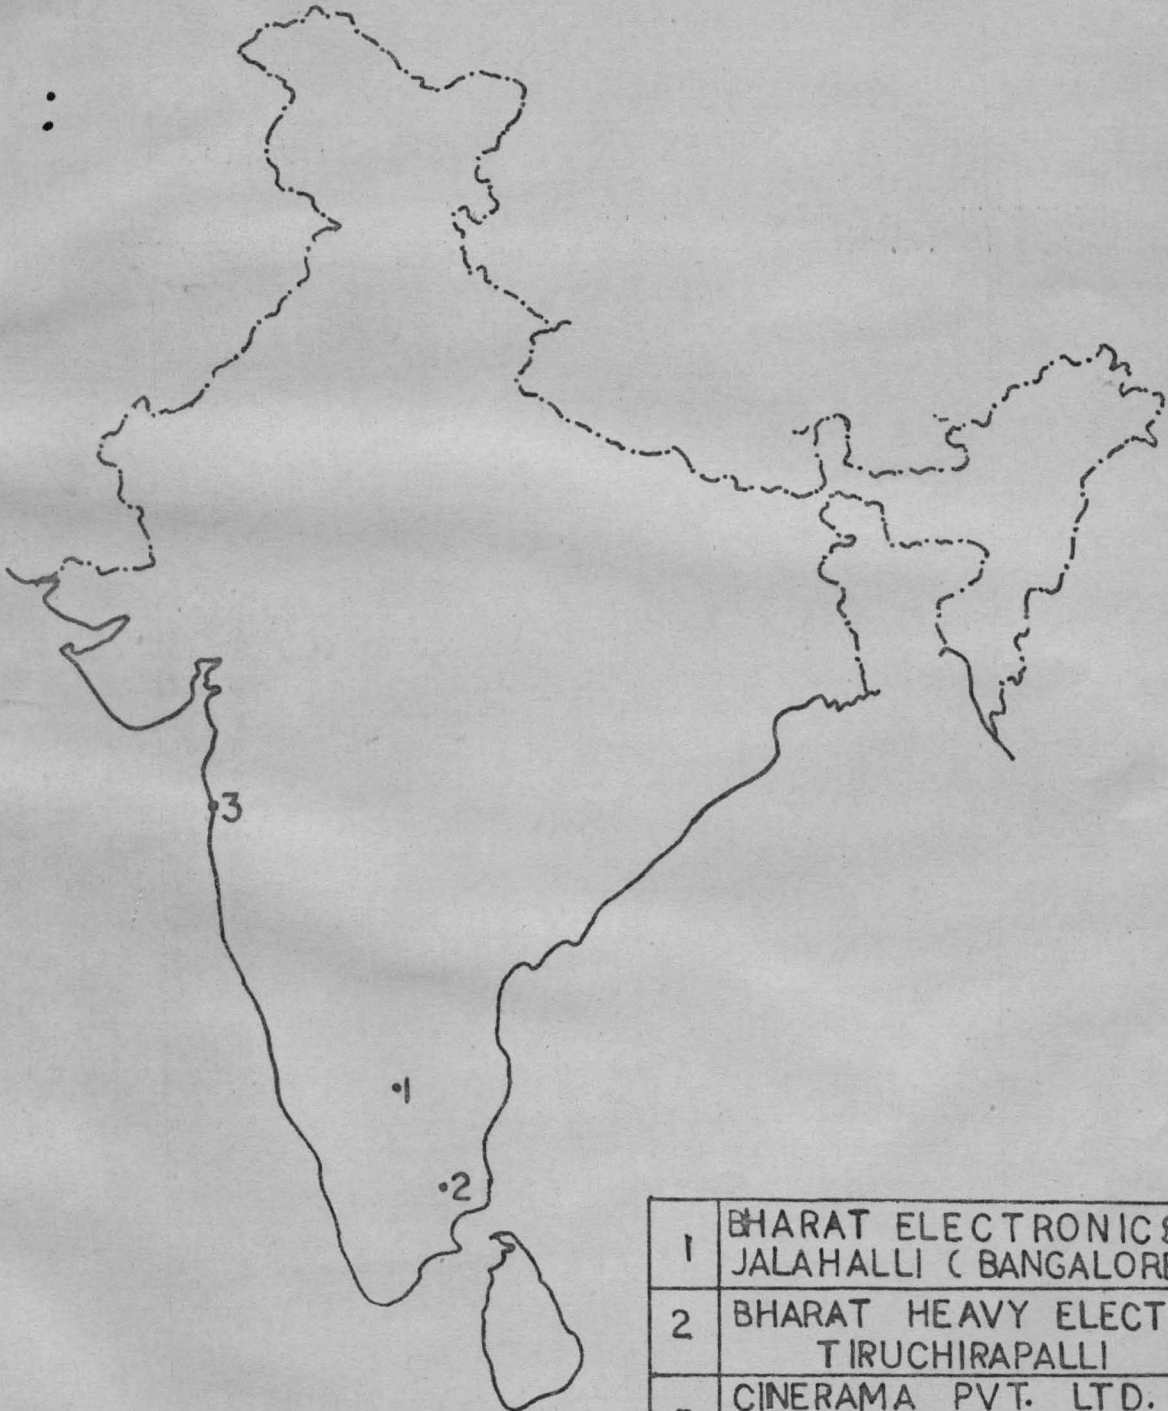 3
1
2
1
BHARAT ELECTRONICS
JALAHALLI ( BANGALORE
2
BHARAT HEAVY ELECT
TIRUCHIRAPALLI
CINERAMA PVT. LTD.